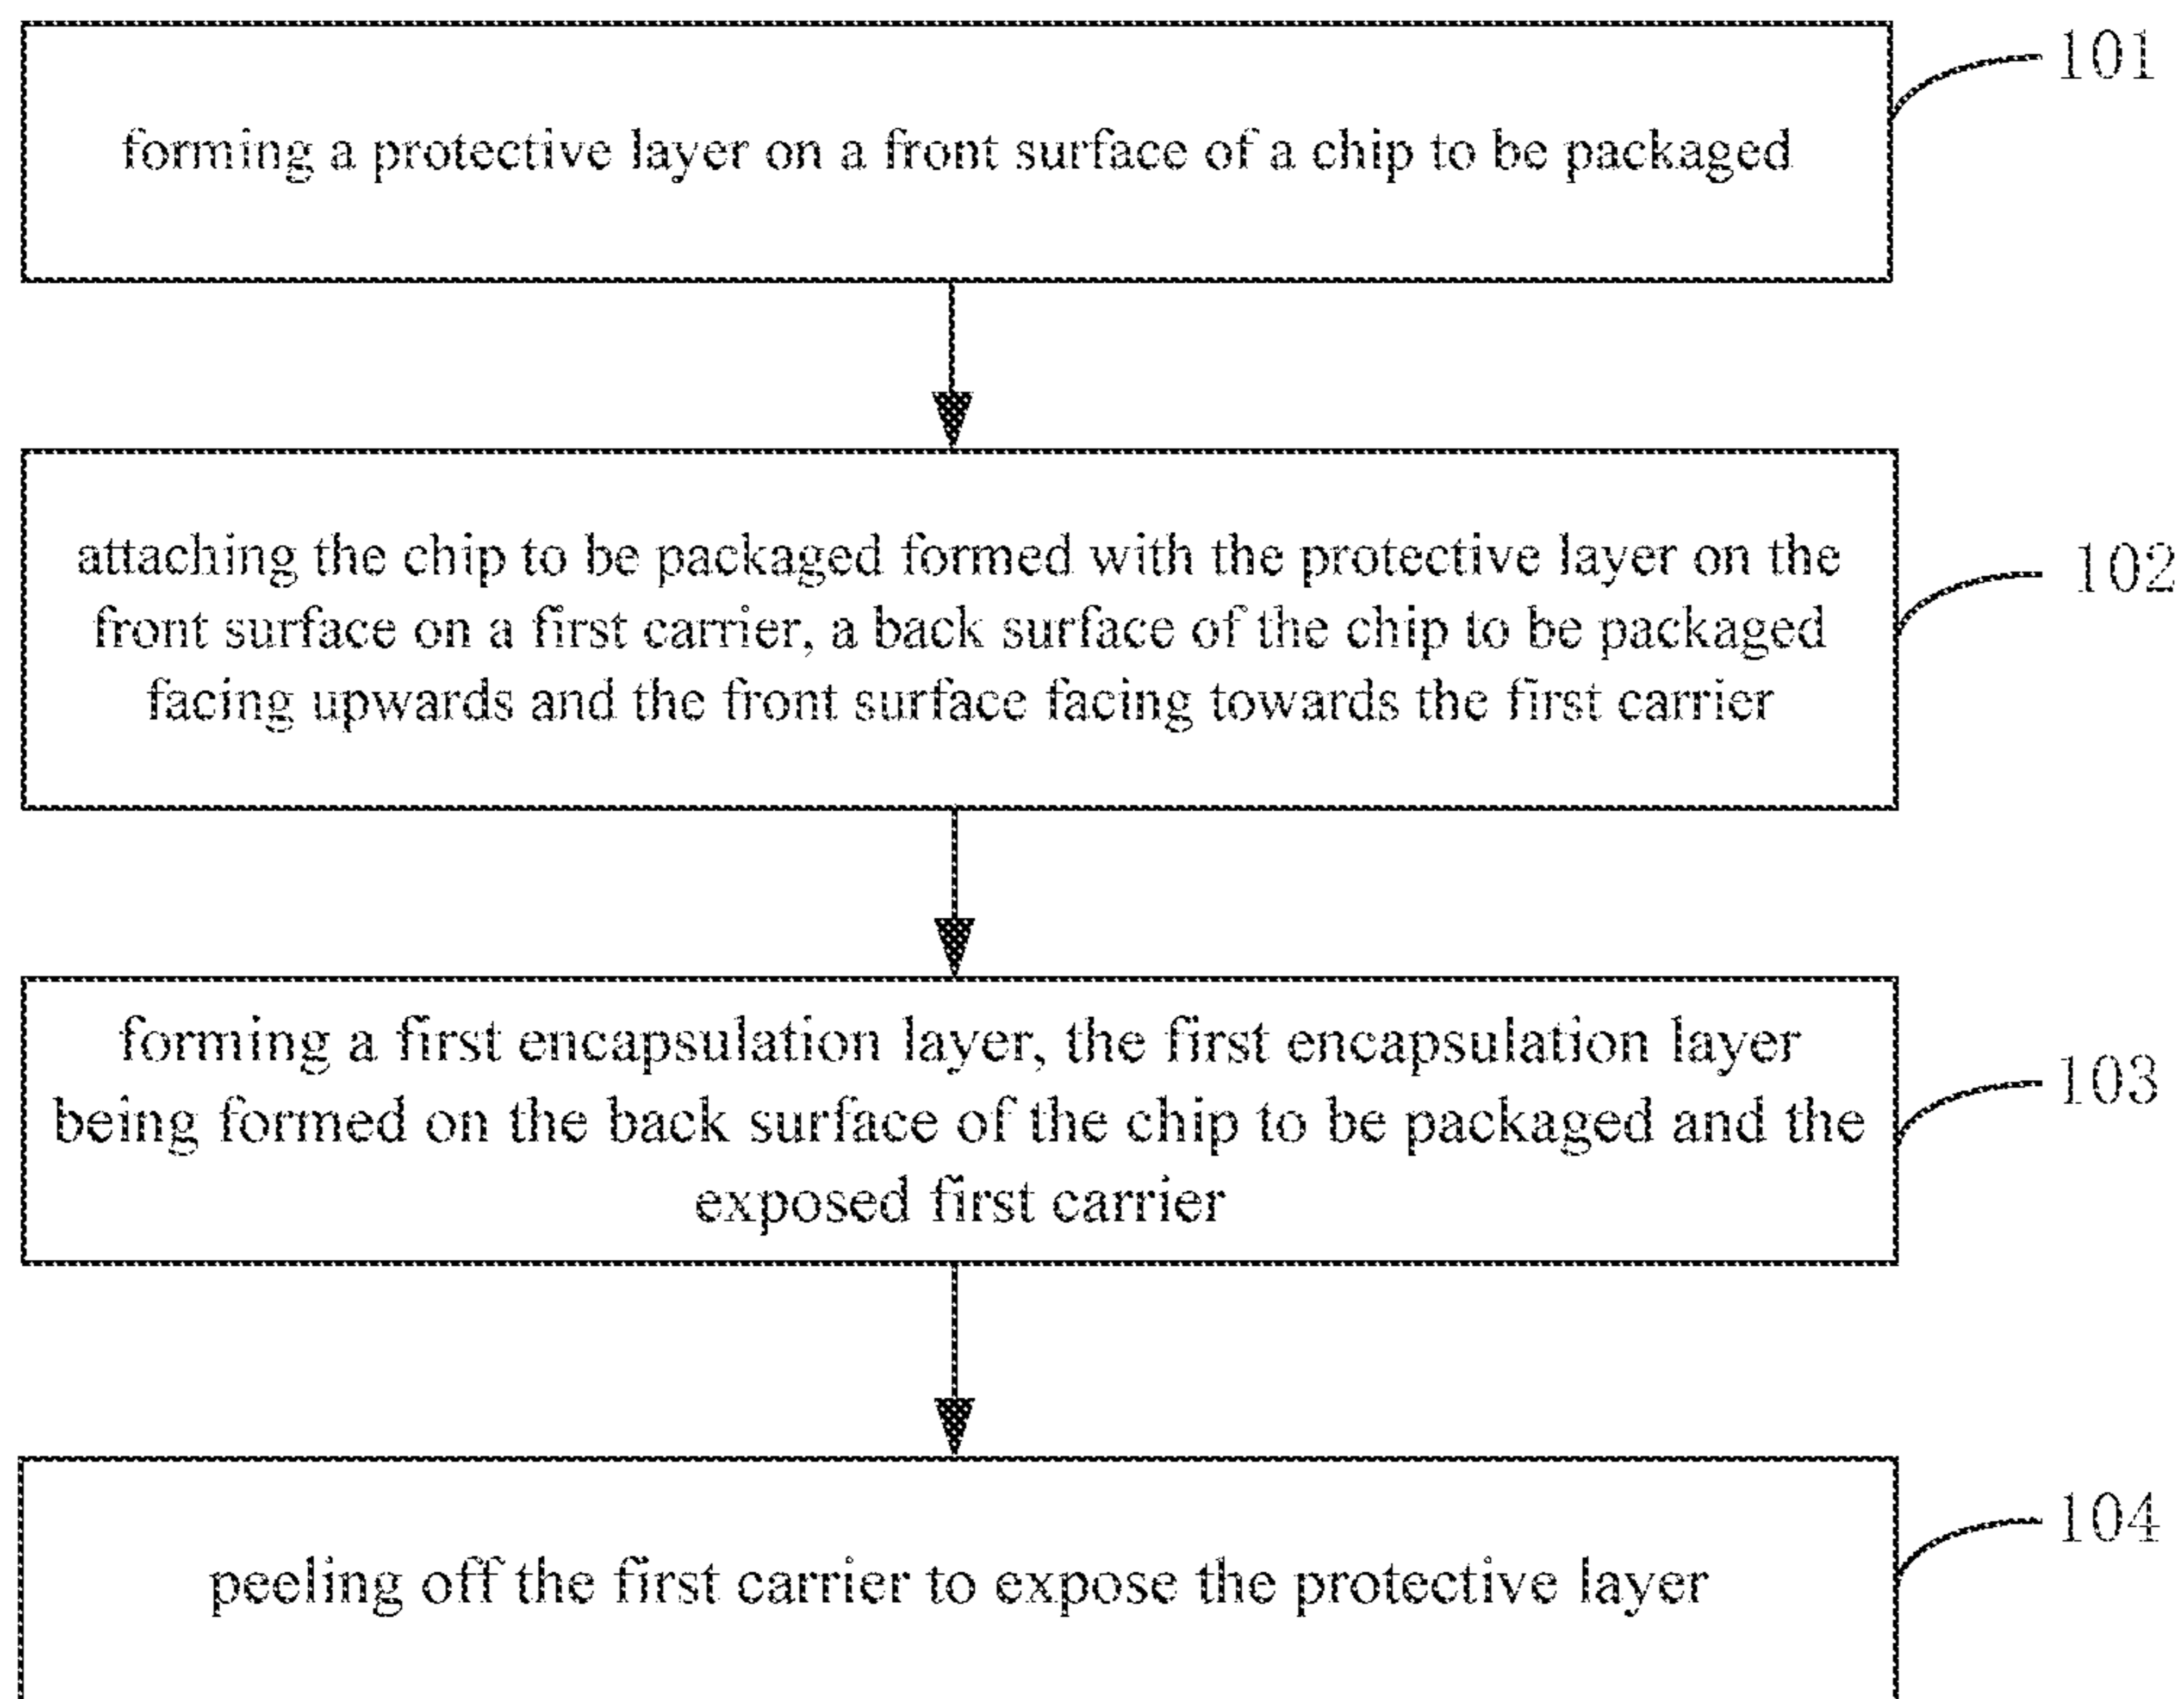 101
forming a protective layer on a front surface of a chip to be packaged
attaching the chip to be packaged formed with the protective layer on the
front surface on a first carrier, a back surface of the chip to be packaged
facing upwards and the front surface facing towards the first carrier
102
forming a first encapsulation layer, the first encapsulation layer
being formed on the back surface of the chip to be packaged and the
exposed first carrier
103
peeling off the first carrier to expose the protective layer
104